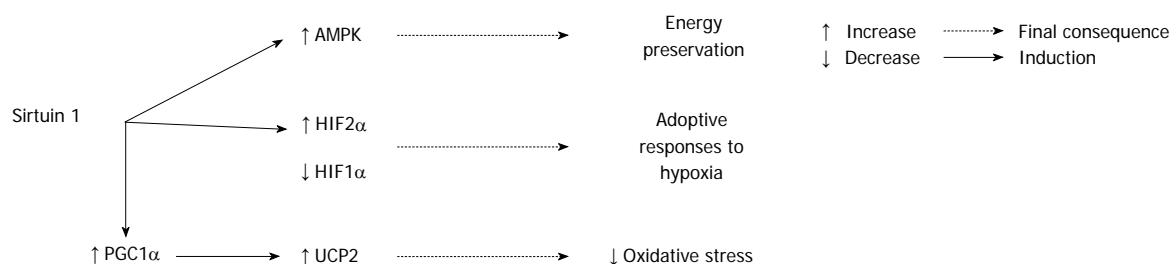 Sirtuin 1
↑ AMPK
Energy
preservation
↑ HIF2α
↓ HIF1α
Adoptive
responses to
hypoxia
↑ PGC1α
↑ UCP2
↓ Oxidative stress
↑ Increase
↓ Decrease
Final consequence
Induction